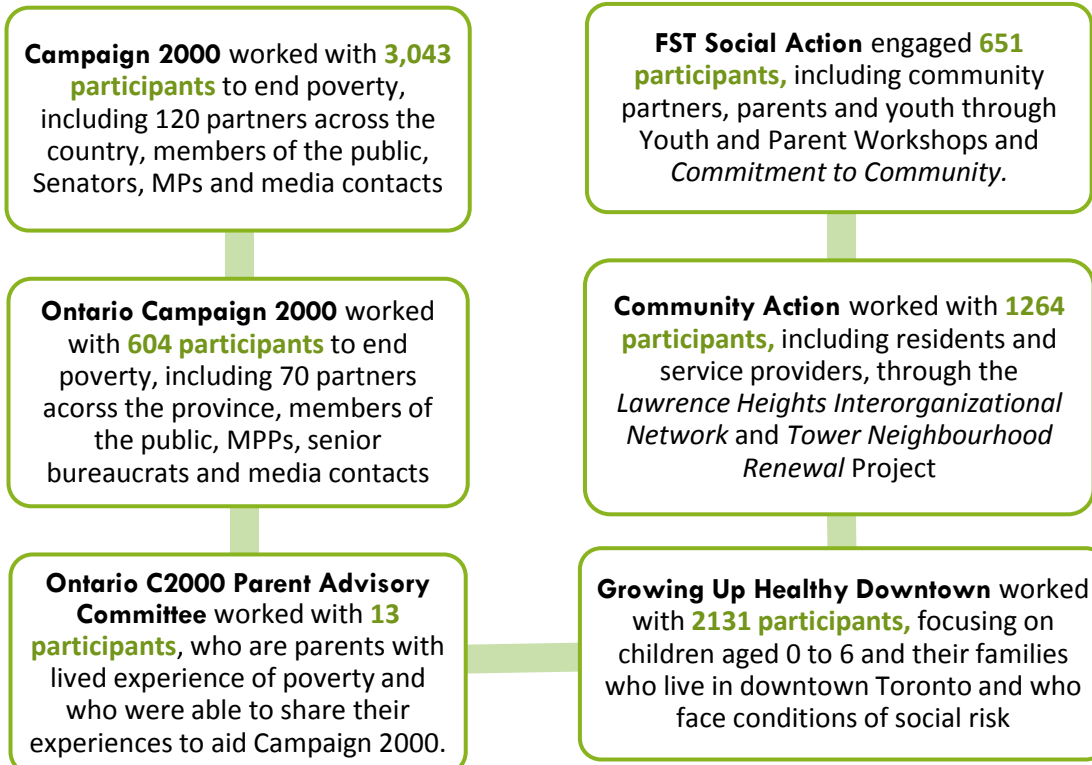 Campaign 2000 worked with 3,043
participants to end poverty,
including 120 partners across the
country, members of the public,
Senators, MPs and media contacts
Ontario Campaign 2000 worked
with 604 participants to end
poverty, including 70 partners
acorss the province, members of
the public, MPPs, senior
bureaucrats and media contacts
Ontario C2000 Parent Advisory
Committee worked with 13
participants, who are parents with
lived experience of poverty and
who were able to share their
experiences to aid Campaign 2000.
Growing Up Healthy Downtown worked
with 2131 participants, focusing on
children aged 0 to 6 and their families
who live in downtown Toronto and who
face conditions of social risk
Community Action worked with 1264
participants, including residents and
service providers, through the
Lawrence Heights Interorganizational
Network and Tower Neighbourhood
Renewal Project
FST Social Action engaged 651
participants, including community
partners, parents and youth through
Youth and Parent Workshops and
Commitment to Community.